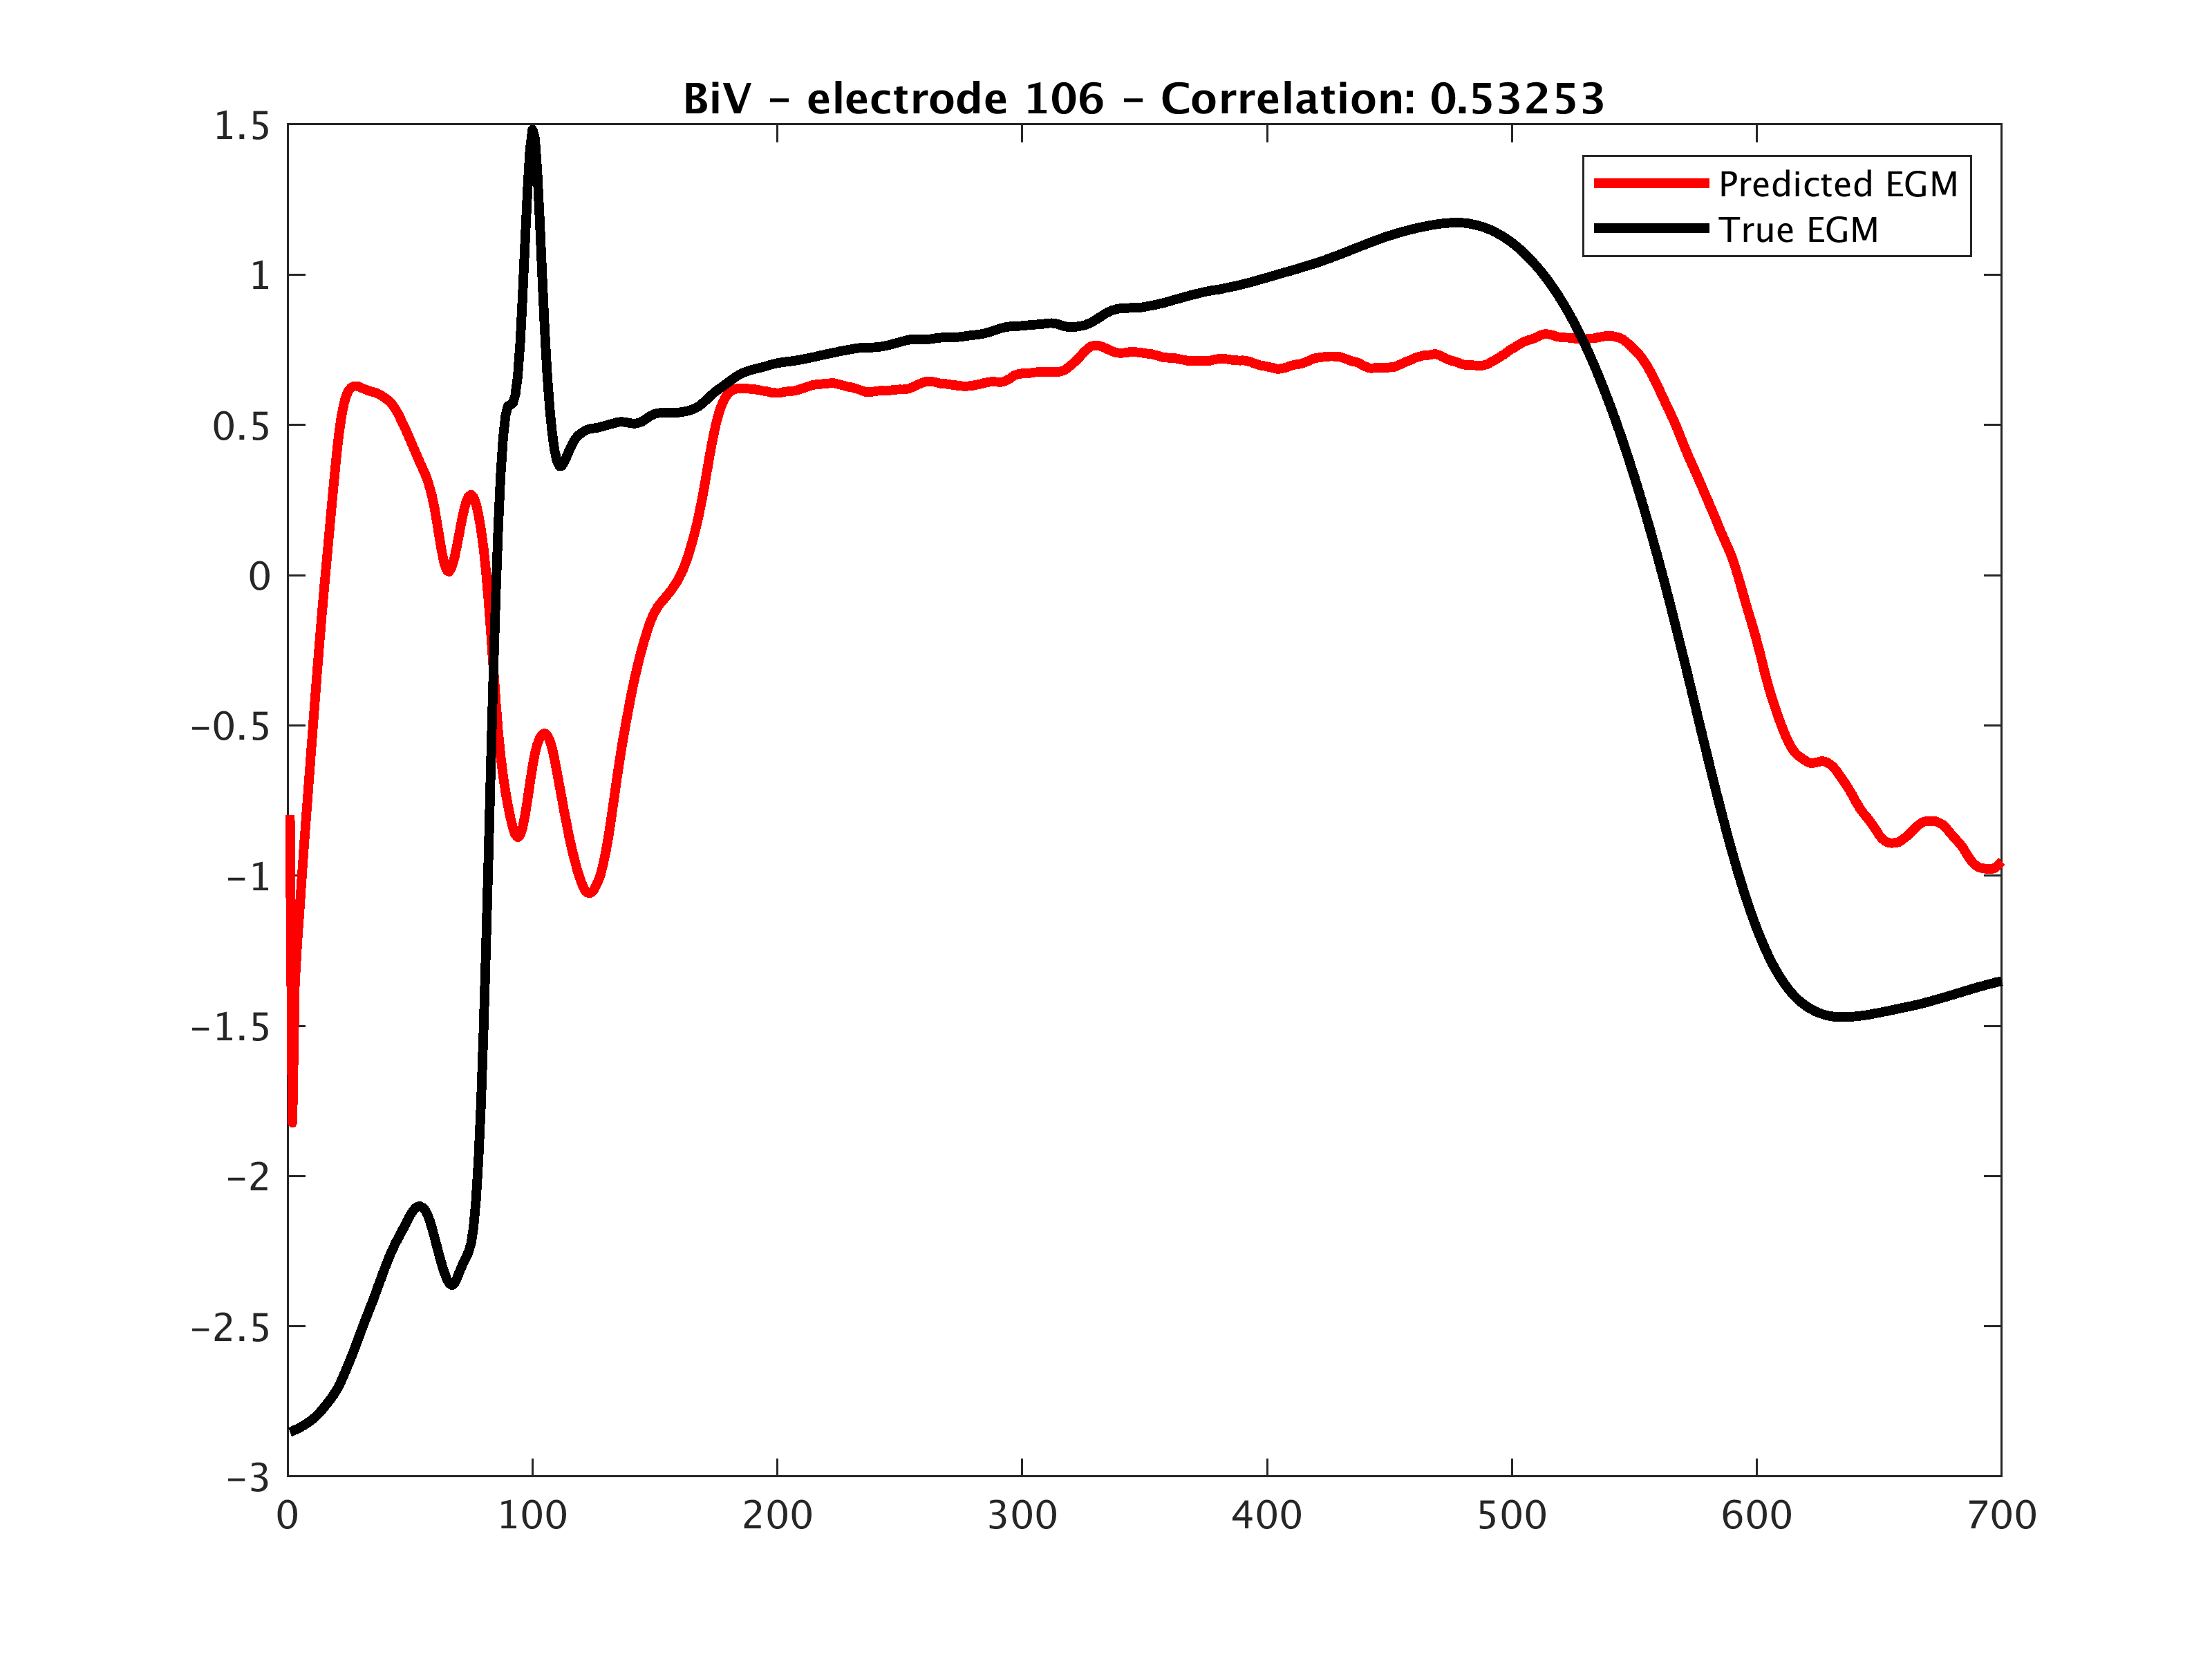 BiV – electrode 106 – Correlation: 0.53253
Predicted EGM
True EGM
1.5
1
0.5
0
−0.5
−1
−1.5
−2
−2.5
−3
0 100 200 300 400 500 600 700